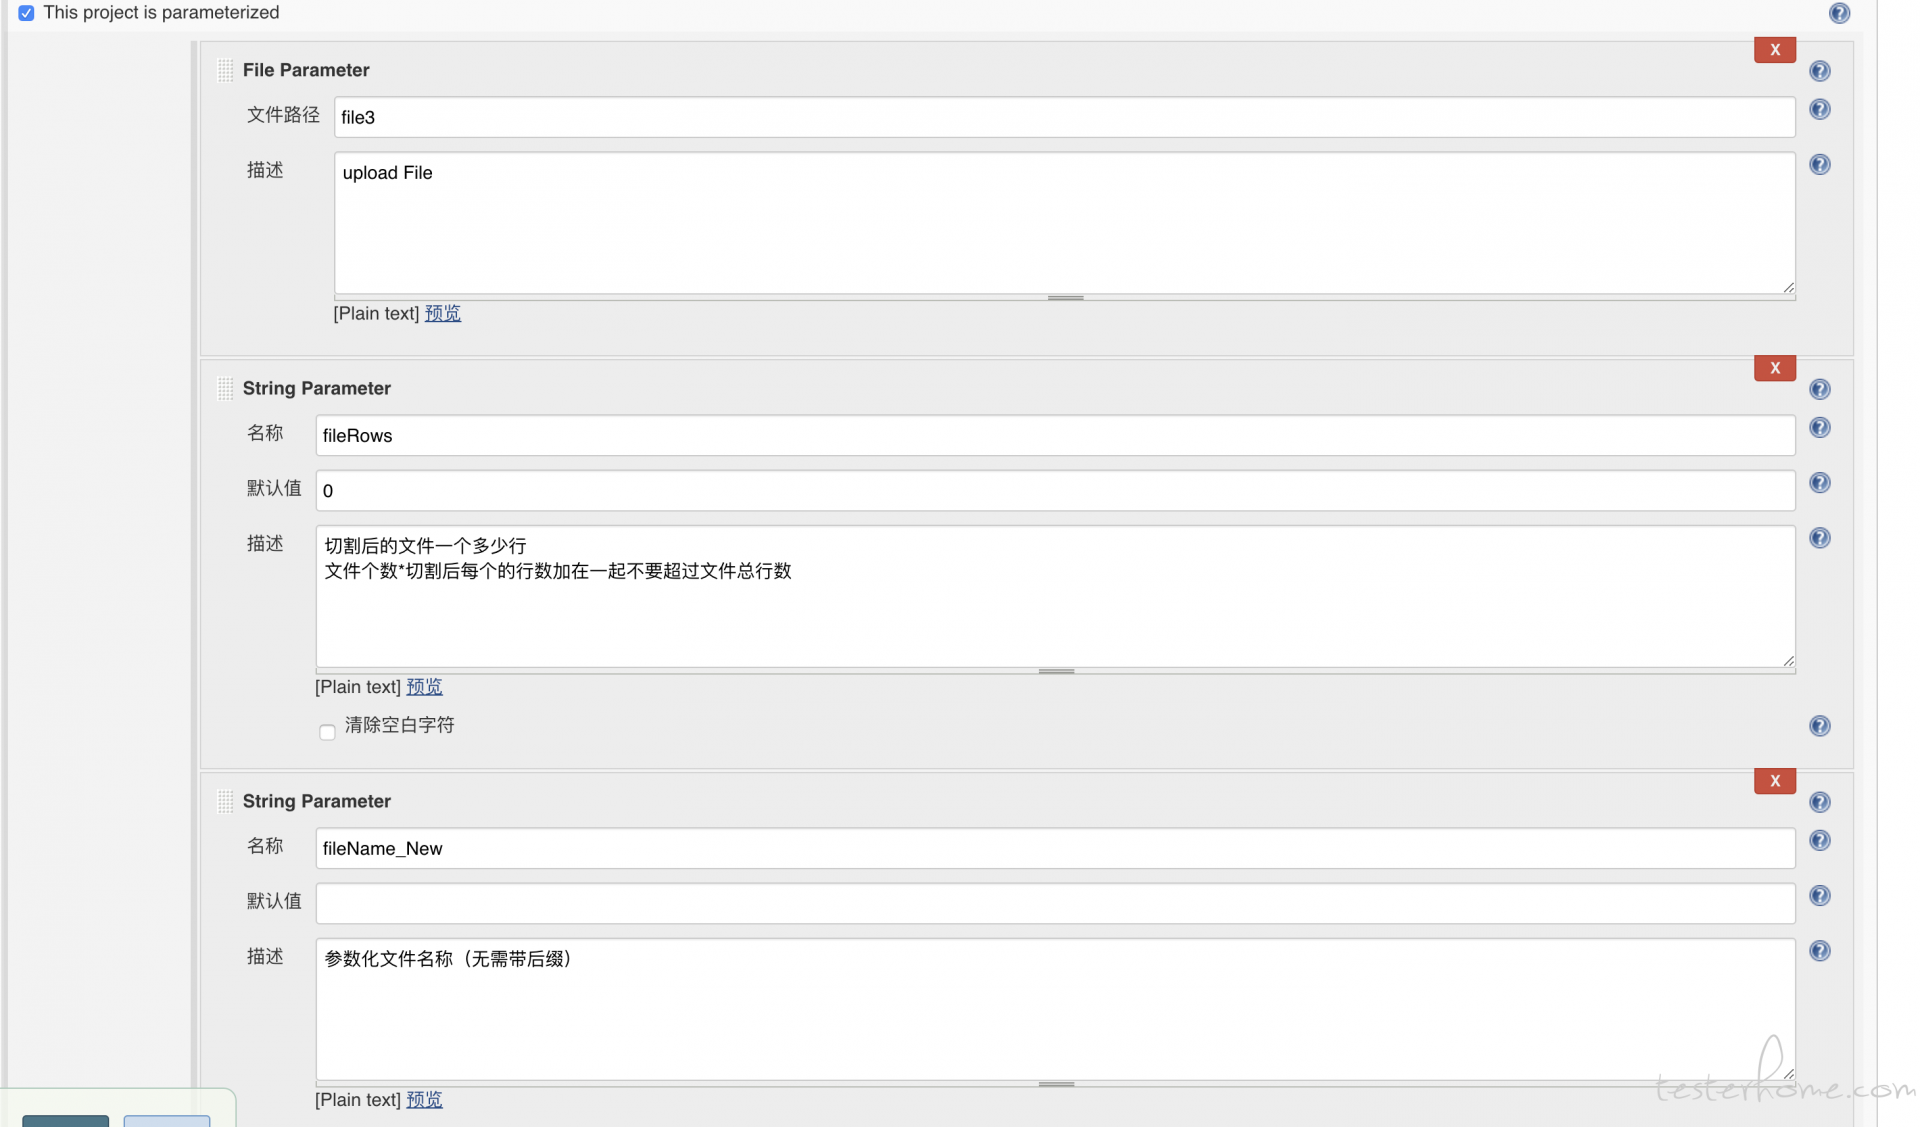 This project is parameterized
X
File Parameter
文件路径 file3
描述 upload File
[Plain text] 预览
X
String Parameter
名称 fileRows
默认值 0
描述 切割后的文件一个多少行
文件个数*切割后每个的行数加在一起不要超过文件总行数
[Plain text] 预览
清除空白字符
X
String Parameter
名称 fileName_New
默认值
描述 参数化文件名称（无需带后缀）
[Plain text] 预览
testerhome.com